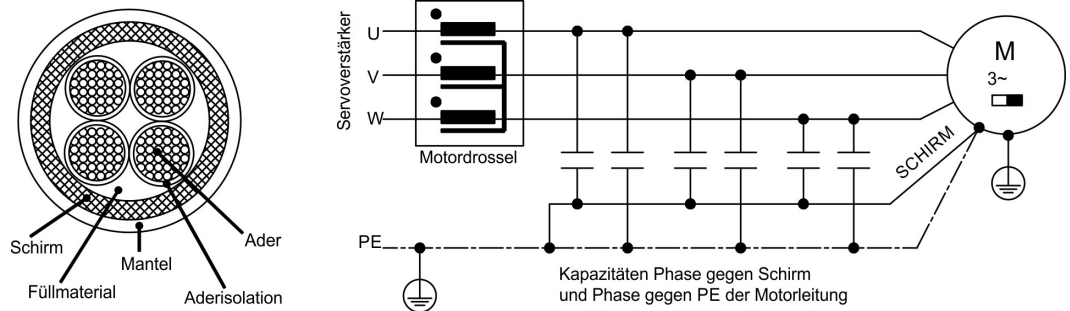 Schirm
Füllmaterial
Mantel
Ader
Aderisolation
Servoverstärker
U
V
W
Motordrossel
M
3~
SCHIRM
PE
Kapazitäten Phase gegen Schirm
und Phase gegen PE der Motorleitung